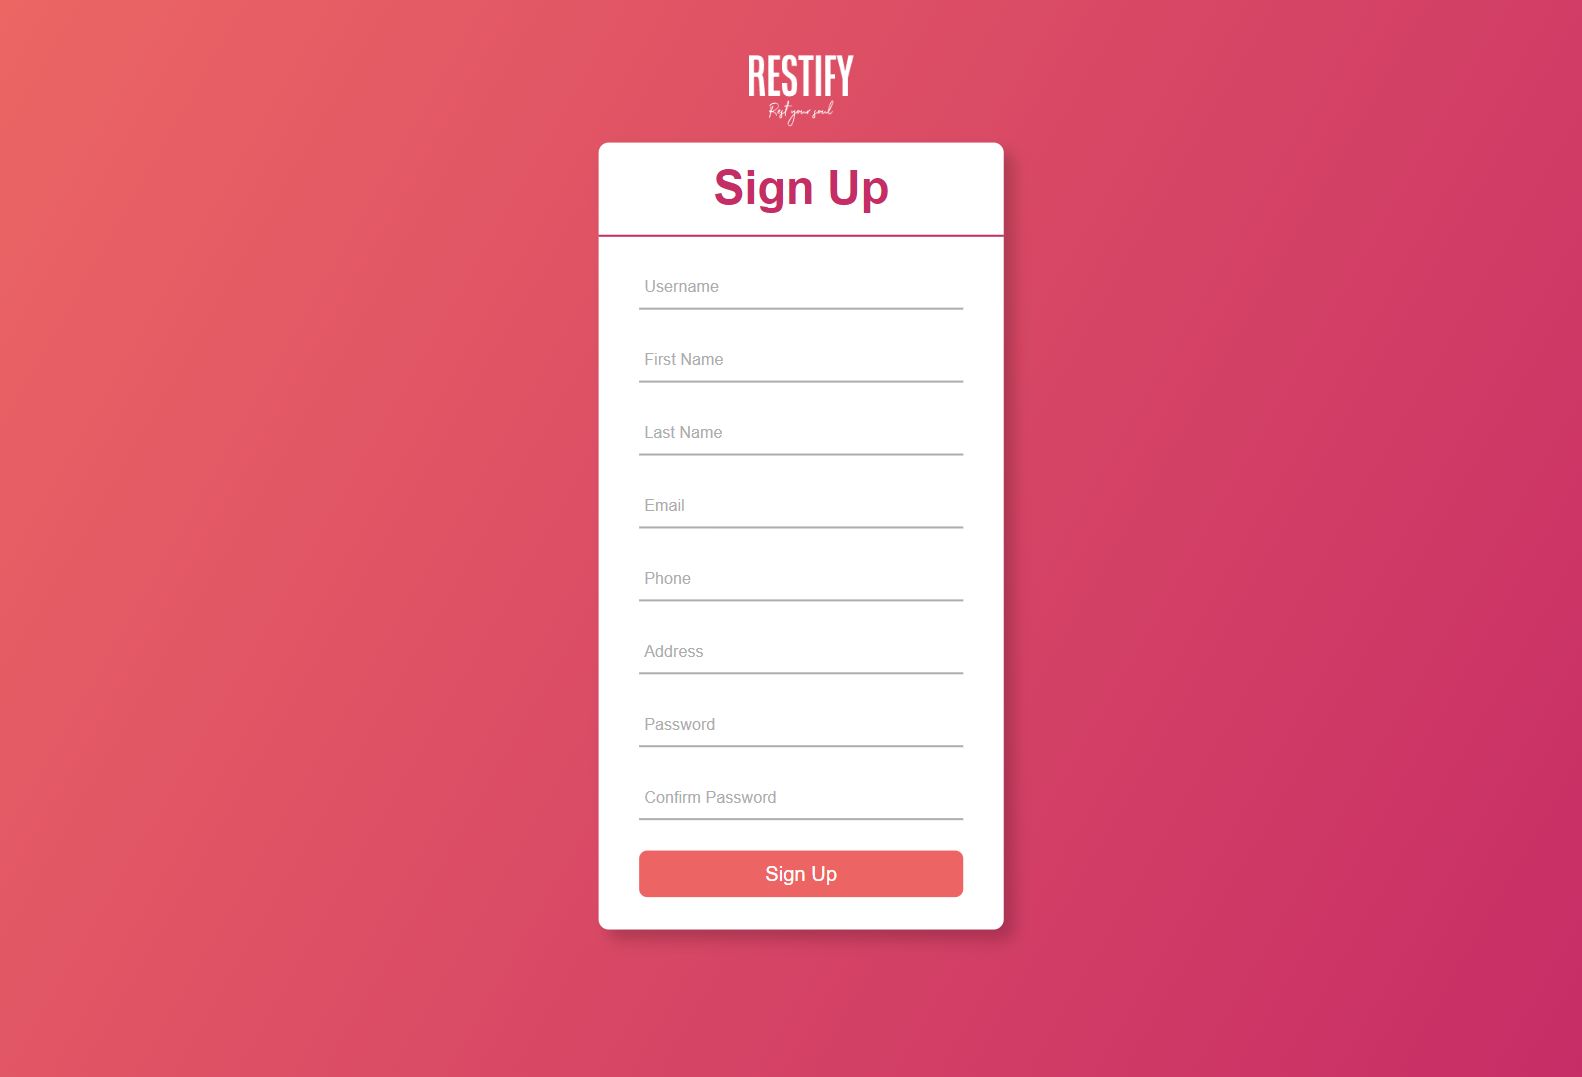 RESTIFY
Rest your soul
Sign Up
Username
First Name
Last Name
Email
Phone
Address
Password
Confirm Password
Sign Up